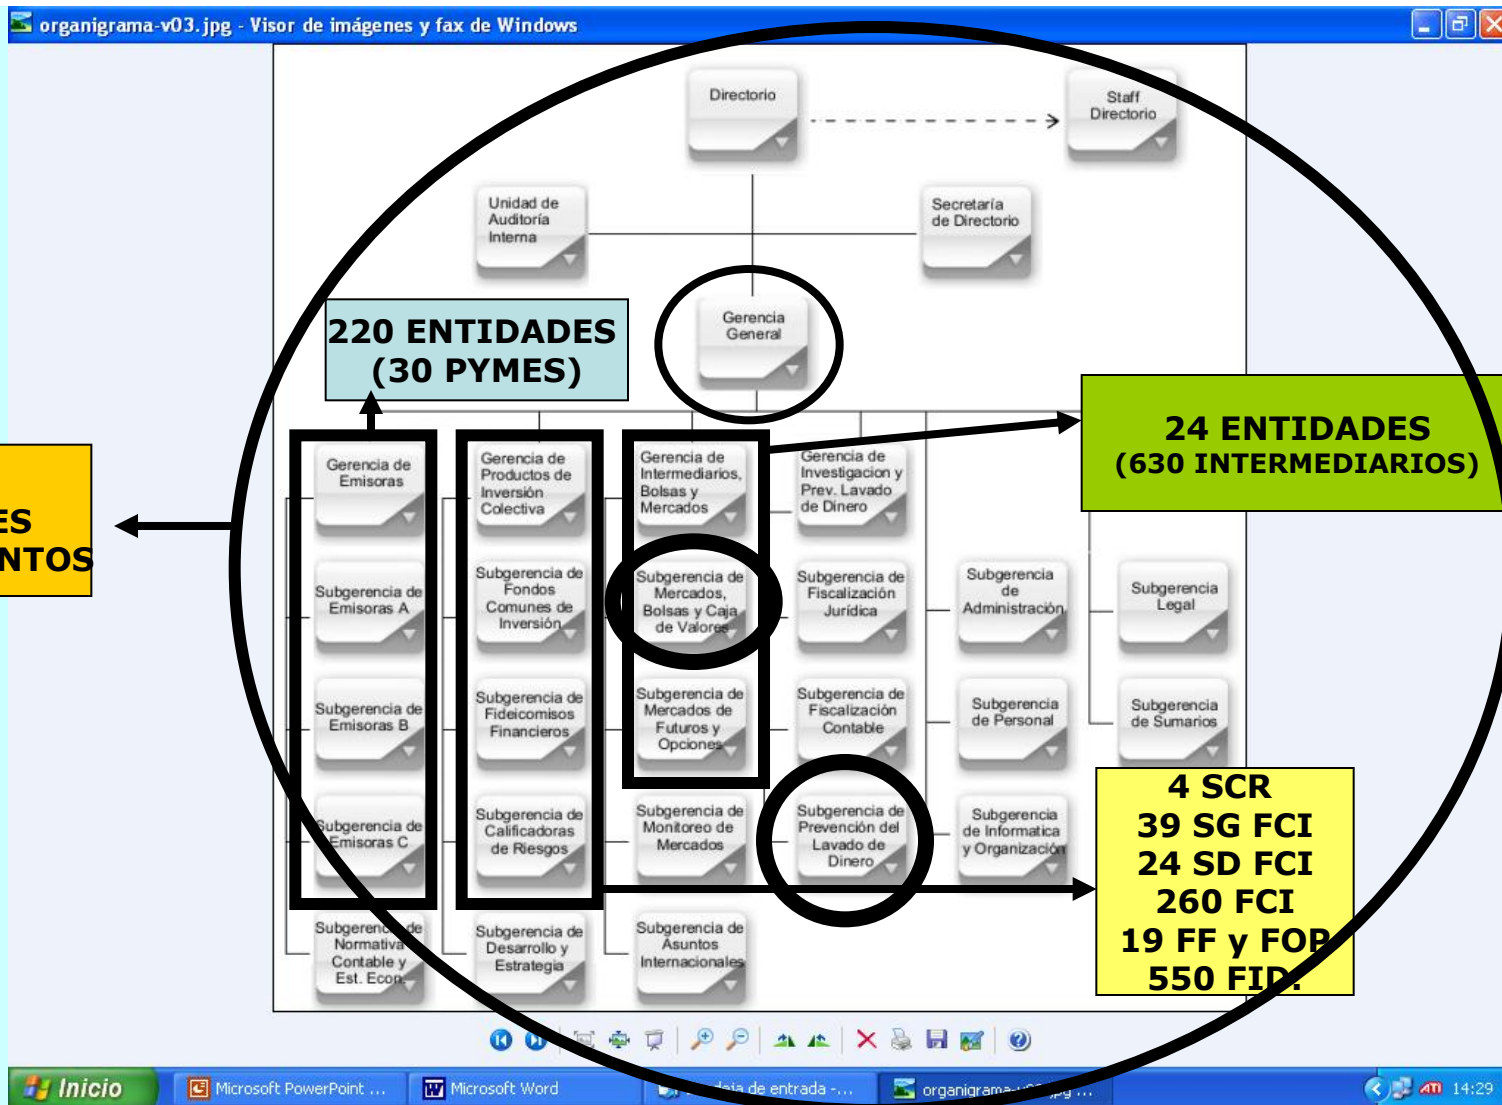 organigrama-v03.jpg - Visor de imágenes y fax de Windows
Directorio
Staff
Directorio
Unidad de
Auditoría
Interna
Secretaría
de Directorio
Gerencia
General
220 ENTIDADES
(30 PYMES)
24 ENTIDADES
(630 INTERMEDIARIOS)
ES
NTOS
Gerencia de
Emisoras
Gerencia de
Productos de
Inversión
Colectiva
Gerencia de
Intermediarios,
Bolsas y
Mercados
Gerencia de
Investigacion y
Prev. Lavado
de Dinero
Subgerencia de
Emisoras A
Subgerencia de
Fondos
Comunes de
Inversión
Subgerencia de
Mercados,
Bolsas y Caja
de Valores
Subgerencia de
Fiscalización
Jurídica
Subgerencia
de
Administración
Subgerencia
Legal
Subgerencia de
Emisoras B
Subgerencia de
Fideicomisos
Financieros
Subgerencia de
Mercados de
Futuros y
Opciones
Subgerencia de
Fiscalización
Contable
Subgerencia
de Personal
Subgerencia
de Sumarios
Subgerencia de
Emisoras C
Subgerencia de
Calificadoras
de Riesgos
Subgerencia de
Monitoreo de
Mercados
Subgerencia de
Prevención del
Lavado de
Dinero
Subgerencia
de Informatica
y Organización
4 SCR
39 SG FCI
24 SD FCI
260 FCI
19 FF y FOP
550 FID.
Subgerencia de
Normativa
Contable y
Est. Econ.
Subgerencia de
Desarrollo y
Estrategia
Subgerencia de
Asuntos
Internacionales
Inicio
Microsoft PowerPoint ...
Microsoft Word
de entrada -...
organigrama-v03.jpg ...
ATI
14:29